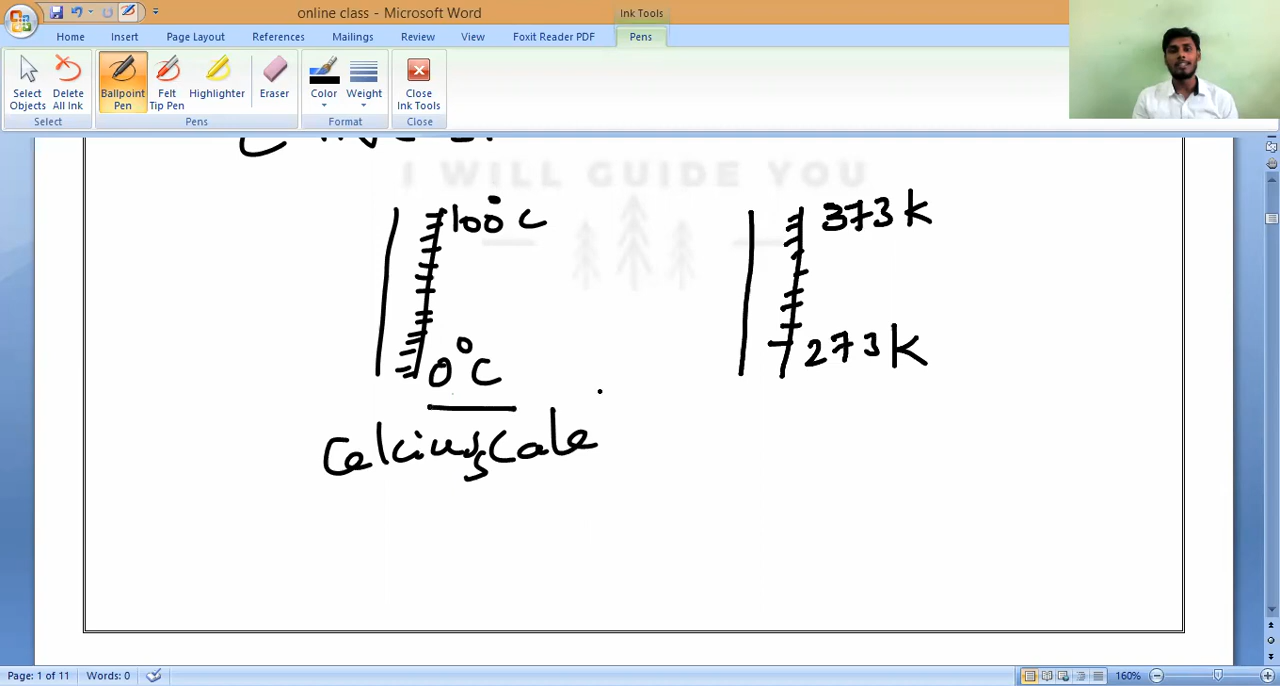 online class - Microsoft Word
Ink Tools
Home Insert Page Layout References Mailings Review View Foxit Reader PDF Pens
Select Objects
Delete All Ink
Ballpoint Pen
Felt Tip Pen
Highlighter
Eraser
Color
Weight
Close Ink Tools
Select Pens Format Close
I WILL GUIDE YOU
100°C
373K
0°C
273K
Celcius scale
Page: 1 of 11 Words: 0 160%